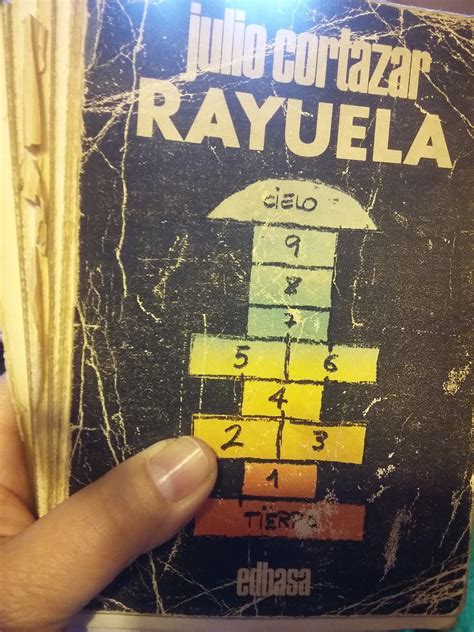 julio cortazar
RAYUELA
CIELO
9
8
7
5 6
4
2 3
1
TIERRA
edhasa